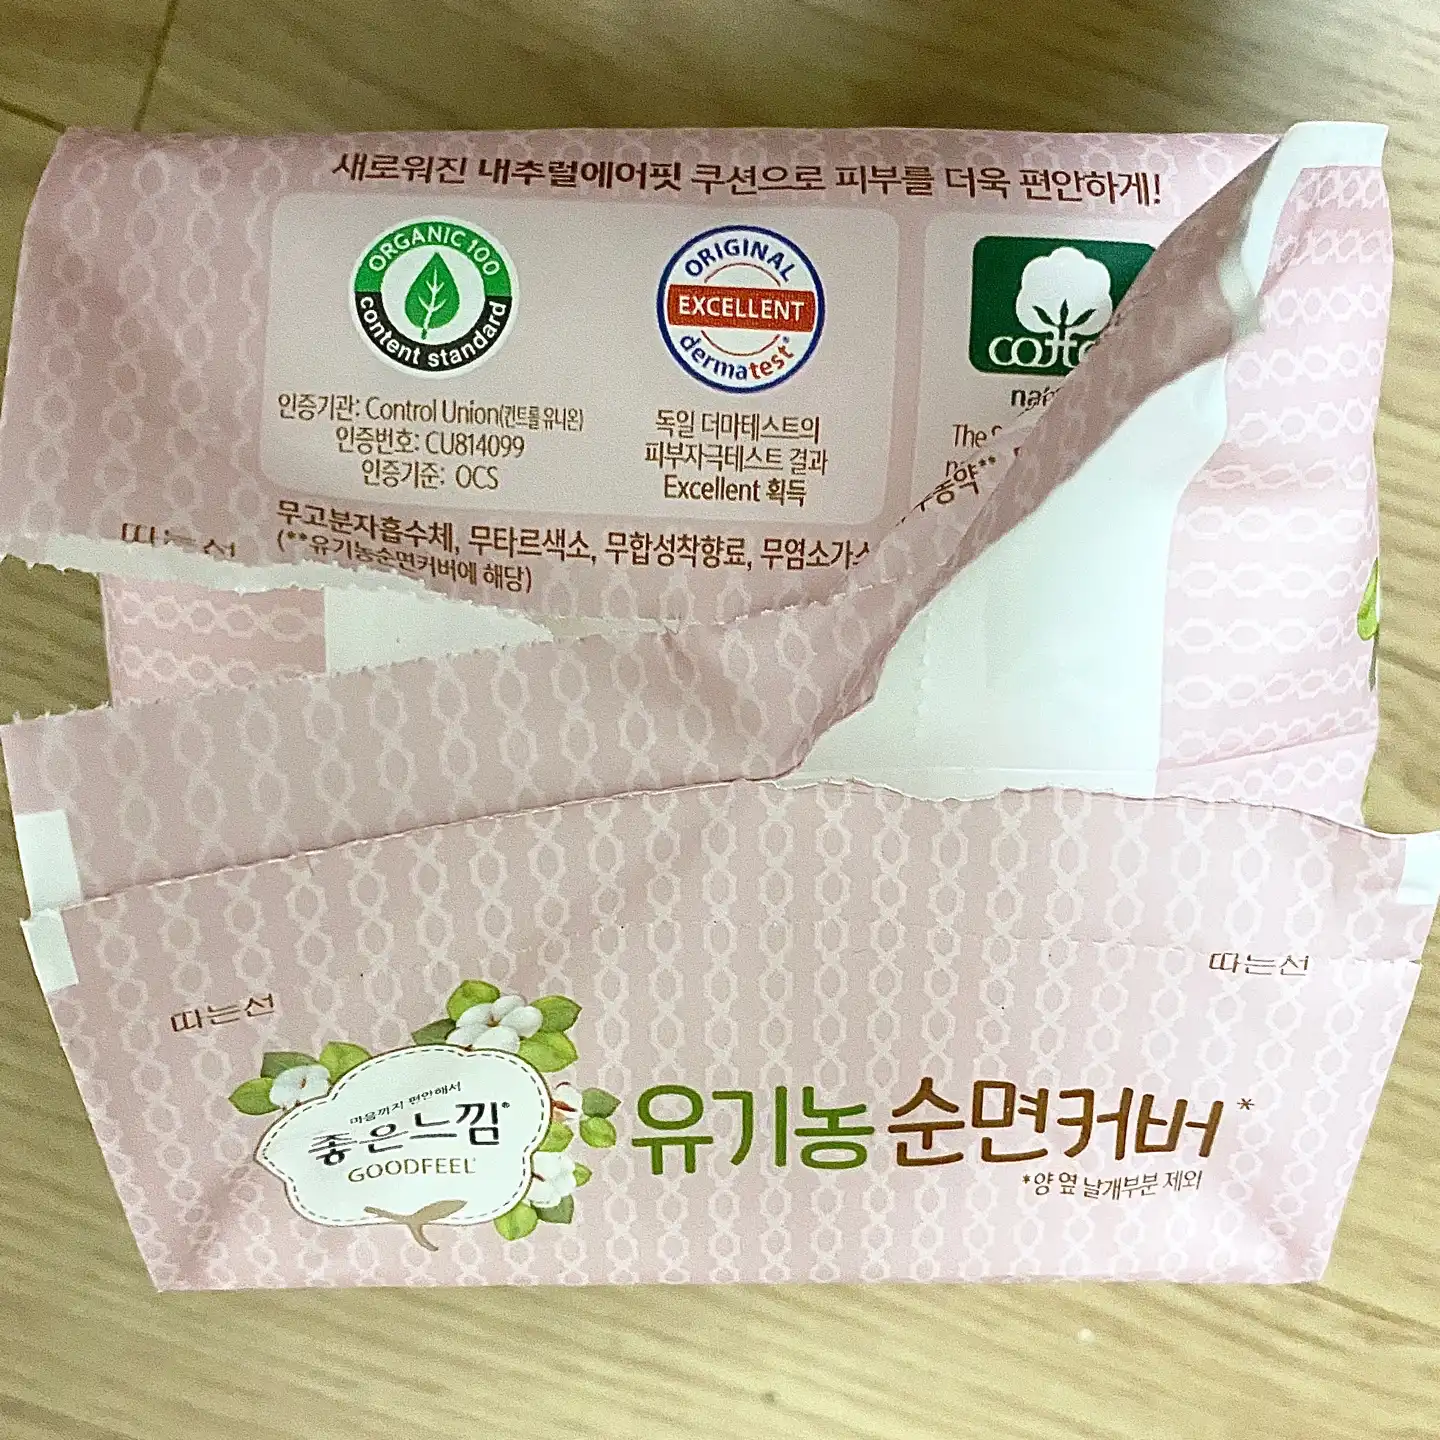 새로워진 내추럴에어핏 쿠션으로 피부를 더욱 편안하게!
ORGANIC 100
content standard
인증기관: Control Union(컨트롤 유니온)
인증번호: CU814099
인증기준: OCS
ORIGINAL
EXCELLENT
dermatest®
독일 더마테스트의
피부자극테스트 결과
Excellent 획득
The
무고분자흡수체, 무타르색소, 무합성착향료, 무염소가스
(**유기농순면커버에 해당)
따는선
따는선
따는선
마음까지 편안해서
좋은느낌®
GOODFEEL
유기농 순면커버*
*양 옆 날개부분 제외